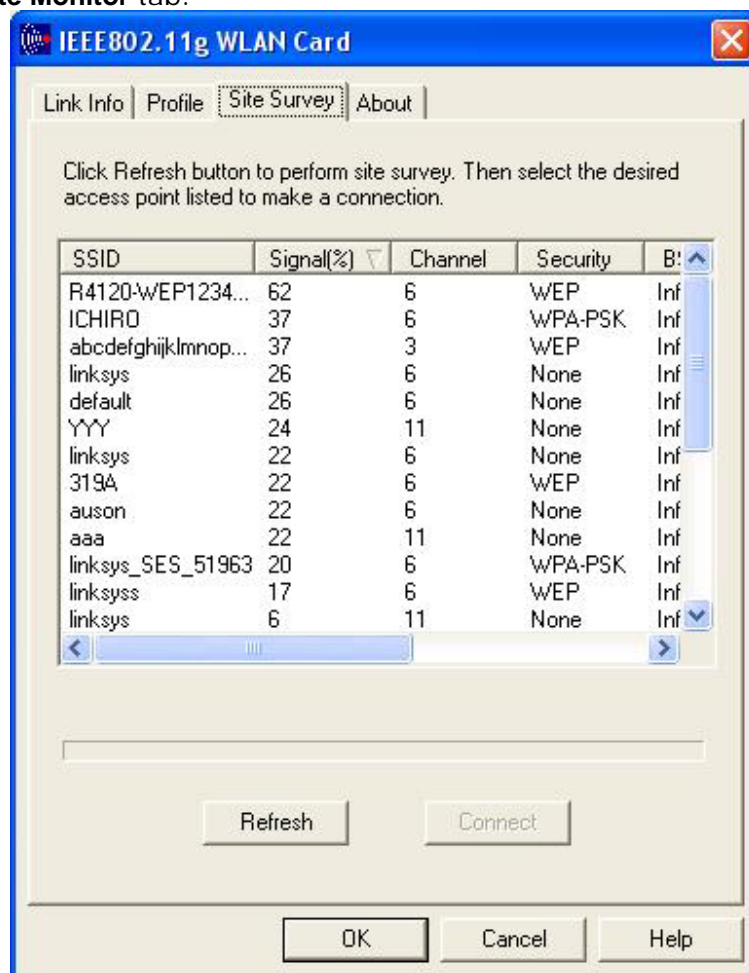 te Monitor tab.
IEEE802.11g WLAN Card
Link Info Profile Site Survey About
Click Refresh button to perform site survey. Then select the desired
access point listed to make a connection.
SSID Signal(%) Channel Security B
R4120-WEP1234... 62 6 WEP Inf
ICHIRO 37 6 WPA-PSK Inf
abcdefghijklmnop... 37 3 WEP Inf
linksys 26 6 None Inf
default 26 6 None Inf
YYY 24 11 None Inf
linksys 22 6 None Inf
319A 22 6 WEP Inf
auson 22 6 None Inf
aaa 22 11 None Inf
linksys_SES_51963 20 6 WPA-PSK Inf
linksyss 17 6 WEP Inf
linksys 6 11 None Inf
Refresh Connect
OK Cancel Help